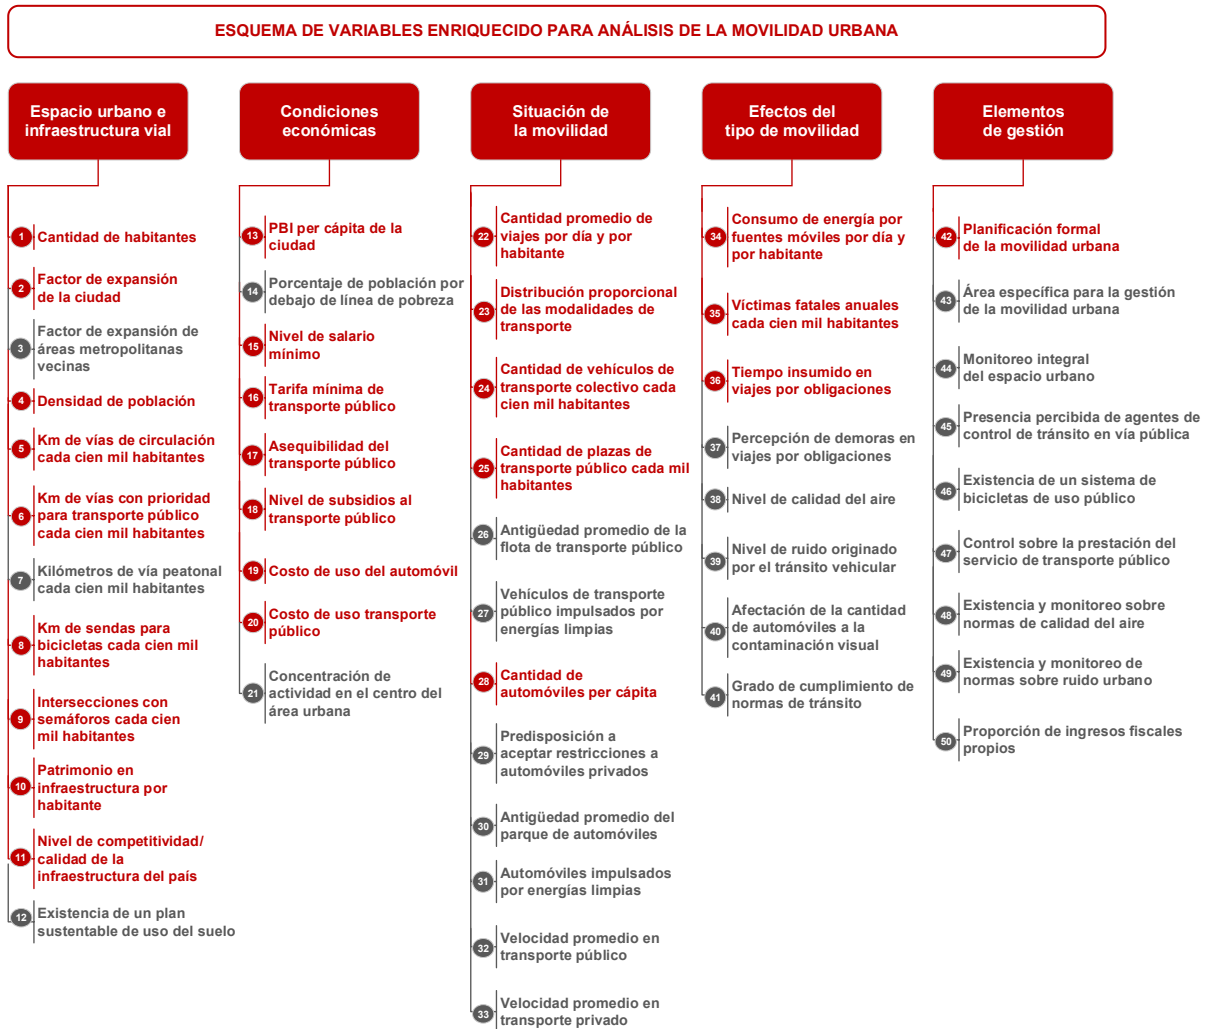 ESQUEMA DE VARIABLES ENRIQUECIDO PARA ANÁLISIS DE LA MOVILIDAD URBANA
Espacio urbano e
infraestructura vial
1
Cantidad de habitantes
2
Factor de expansión
de la ciudad
3
Factor de expansión de
áreas metropolitanas
vecinas
4
Densidad de población
5
Km de vías de circulación
cada cien mil habitantes
6
Km de vías con prioridad
para transporte público
cada cien mil habitantes
7
Kilómetros de vía peatonal
cada cien mil habitantes
8
Km de sendas para
bicicletas cada cien mil
habitantes
9
Intersecciones con
semáforos cada cien
mil habitantes
10
Patrimonio en
infraestructura por
habitante
11
Nivel de competitividad/
calidad de la
infraestructura del país
12
Existencia de un plan
sustentable de uso del suelo
Condiciones
económicas
13
PBI per cápita de la
ciudad
14
Porcentaje de población por
debajo de línea de pobreza
15
Nivel de salario
mínimo
16
Tarifa mínima de
transporte público
17
Asequibilidad del
transporte público
18
Nivel de subsidios al
transporte público
19
Costo de uso del automóvil
20
Costo de uso transporte
público
21
Concentración de
actividad en el centro del
área urbana
Situación de
la movilidad
22
Cantidad promedio de
viajes por día y por
habitante
23
Distribución proporcional
de las modalidades de
transporte
24
Cantidad de vehículos de
transporte colectivo cada
cien mil habitantes
25
Cantidad de plazas de
transporte público cada mil
habitantes
26
Antigüedad promedio de la
flota de transporte público
27
Vehículos de transporte
público impulsados por
energías limpias
28
Cantidad de
automóviles per cápita
29
Predisposición a
aceptar restricciones a
automóviles privados
30
Antigüedad promedio del
parque de automóviles
31
Automóviles impulsados
por energías limpias
32
Velocidad promedio en
transporte público
33
Velocidad promedio en
transporte privado
Efectos del
tipo de movilidad
34
Consumo de energía por
fuentes móviles por día y
por habitante
35
Víctimas fatales anuales
cada cien mil habitantes
36
Tiempo insumido en
viajes por obligaciones
37
Percepción de demoras en
viajes por obligaciones
38
Nivel de calidad del aire
39
Nivel de ruido originado
por el tránsito vehicular
40
Afectación de la cantidad
de automóviles a la
contaminación visual
41
Grado de cumplimiento de
normas de tránsito
Elementos
de gestión
42
Planificación formal
de la movilidad urbana
43
Área específica para la gestión
de la movilidad urbana
44
Monitoreo integral
del espacio urbano
45
Presencia percibida de agentes de
control de tránsito en vía pública
46
Existencia de un sistema de
bicicletas de uso público
47
Control sobre la prestación del
servicio de transporte público
48
Existencia y monitoreo sobre
normas de calidad del aire
49
Existencia y monitoreo de
normas sobre ruido urbano
50
Proporción de ingresos fiscales
propios